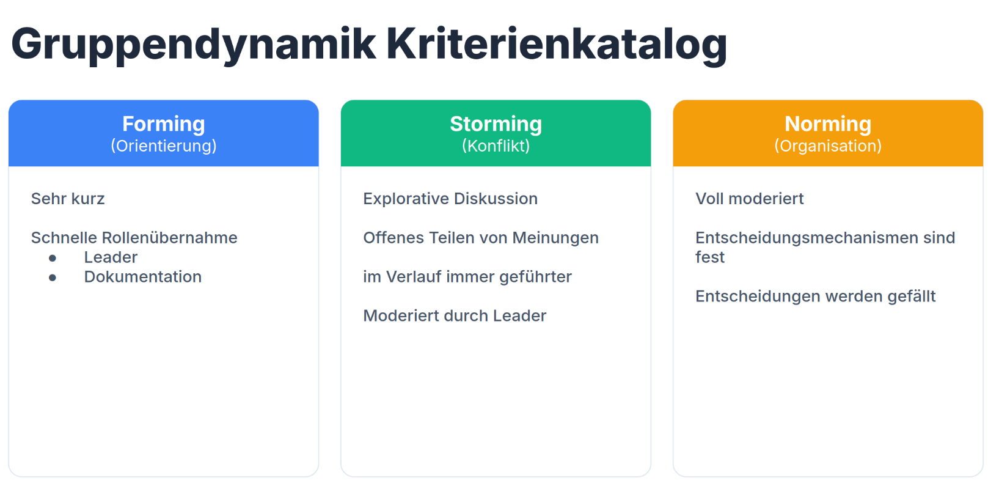 Gruppendynamik Kriterienkatalog
Forming
(Orientierung)
Sehr kurz
Schnelle Rollenübernahme
● Leader
● Dokumentation
Storming
(Konflikt)
Explorative Diskussion
Offenes Teilen von Meinungen
im Verlauf immer geführter
Moderiert durch Leader
Norming
(Organisation)
Voll moderiert
Entscheidungsmechanismen sind
fest
Entscheidungen werden gefällt